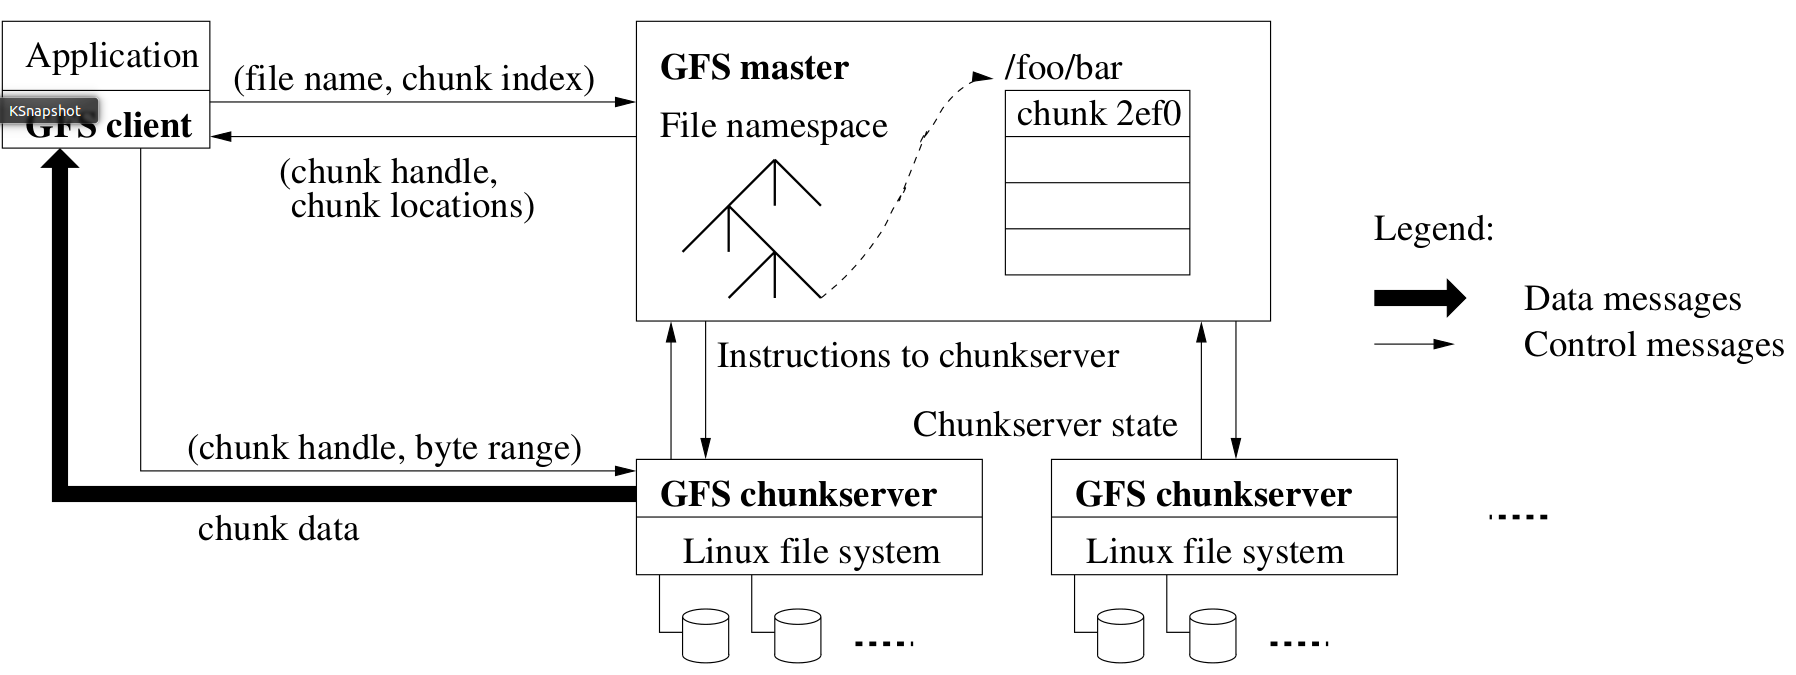 Application
KSnapshot
GFS client
(file name, chunk index)
(chunk handle,
chunk locations)
GFS master
File namespace
/foo/bar
chunk 2ef0
Legend:
Data messages
Control messages
Instructions to chunkserver
Chunkserver state
(chunk handle, byte range)
chunk data
GFS chunkserver
Linux file system
GFS chunkserver
Linux file system